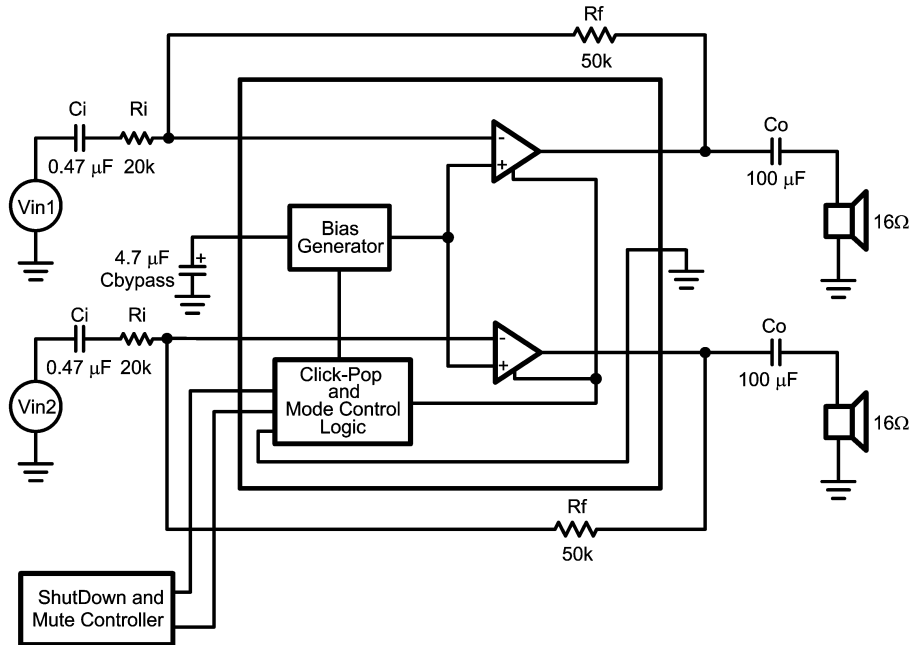 Rf
50k
Ci
Ri
0.47 μF
20k
-
+
Co
100 μF
Vin1
16Ω
Bias
Generator
4.7 μF
+
Cbypass
Ci
Ri
0.47 μF
20k
-
+
Co
100 μF
Click-Pop
and
Mode Control
Logic
Vin2
16Ω
Rf
50k
ShutDown and
Mute Controller